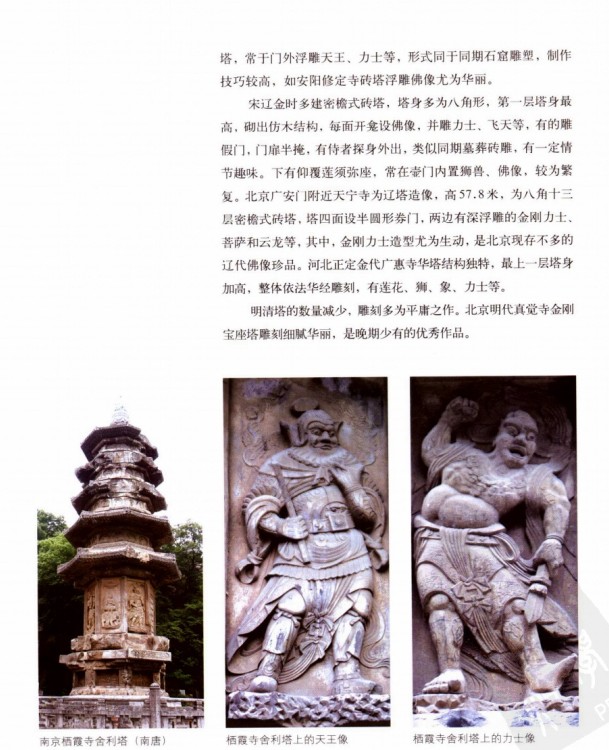 塔，常于门外浮雕天王、力士等，形式同于同期石窟雕塑，制作
技巧较高，如安阳修定寺砖塔浮雕佛像尤为华丽。
宋辽金时多建密檐式砖塔，塔身多为八角形，第一层塔身最
高，砌出仿木结构，每面开龛设佛像，并雕力士、飞天等，有的雕
假门，门扉半掩，有侍者探身外出，类似同期墓葬砖雕，有一定情
节趣味。下有仰覆莲须弥座，常在壸门内置狮兽、佛像，较为繁
复。北京广安门附近天宁寺为辽塔造像，高57.8米，为八角十三
层密檐式砖塔，塔四面设半圆形券门，两边有深浮雕的金刚力士、
菩萨和云龙等，其中，金刚力士造型尤为生动，是北京现存不多的
辽代佛像珍品。河北正定金代广惠寺华塔结构独特，最上一层塔身
加高，整体依法华经雕刻，有莲花、狮、象、力士等。
明清塔的数量减少，雕刻多为平庸之作。北京明代真觉寺金刚
宝座塔雕刻细腻华丽，是晚期少有的优秀作品。
南京栖霞寺舍利塔（南唐）
栖霞寺舍利塔上的天王像
栖霞寺舍利塔上的力士像